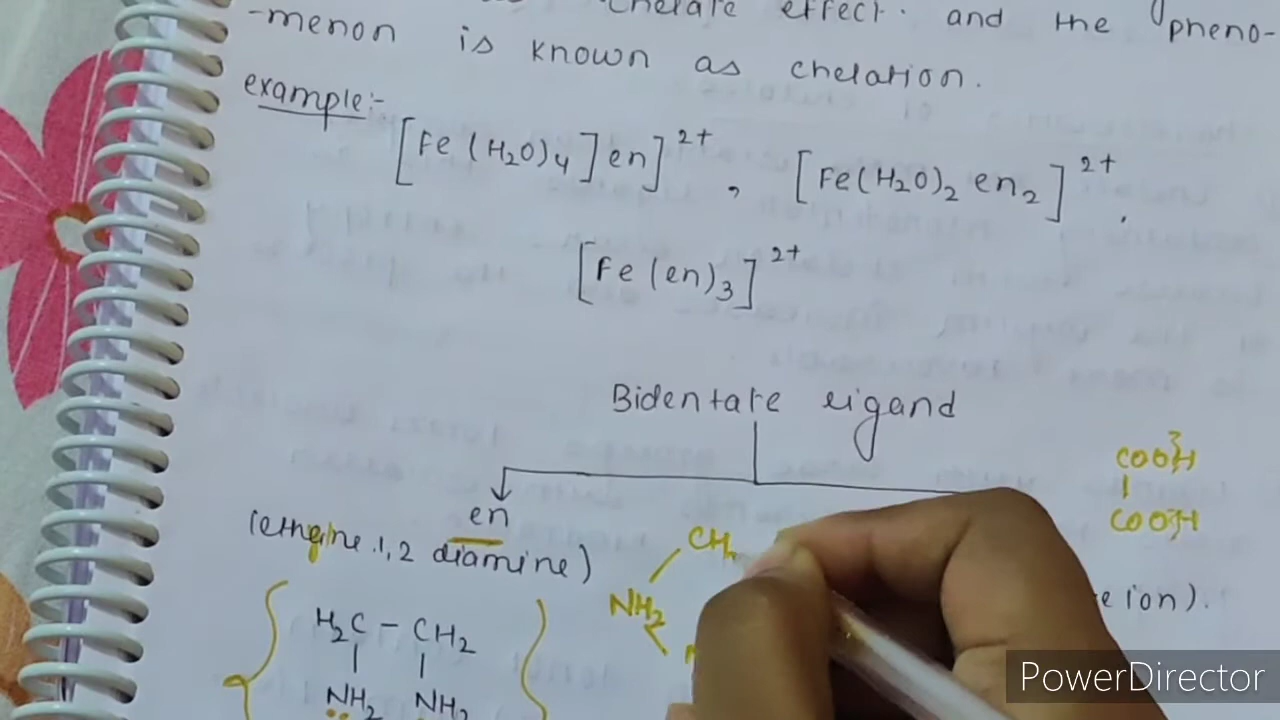 chelate effect. and the pheno-
-menon is known as chelation.
example:-
[Fe(H2O)4]en]2+, [Fe(H2O)2 en2]2+.
[Fe(en)3]2+
Bidentate ligand
en
1,2 diamine)
COOH
COOH
CH
NH2
ion).
H2C-CH2
NH2 NH2
PowerDirector